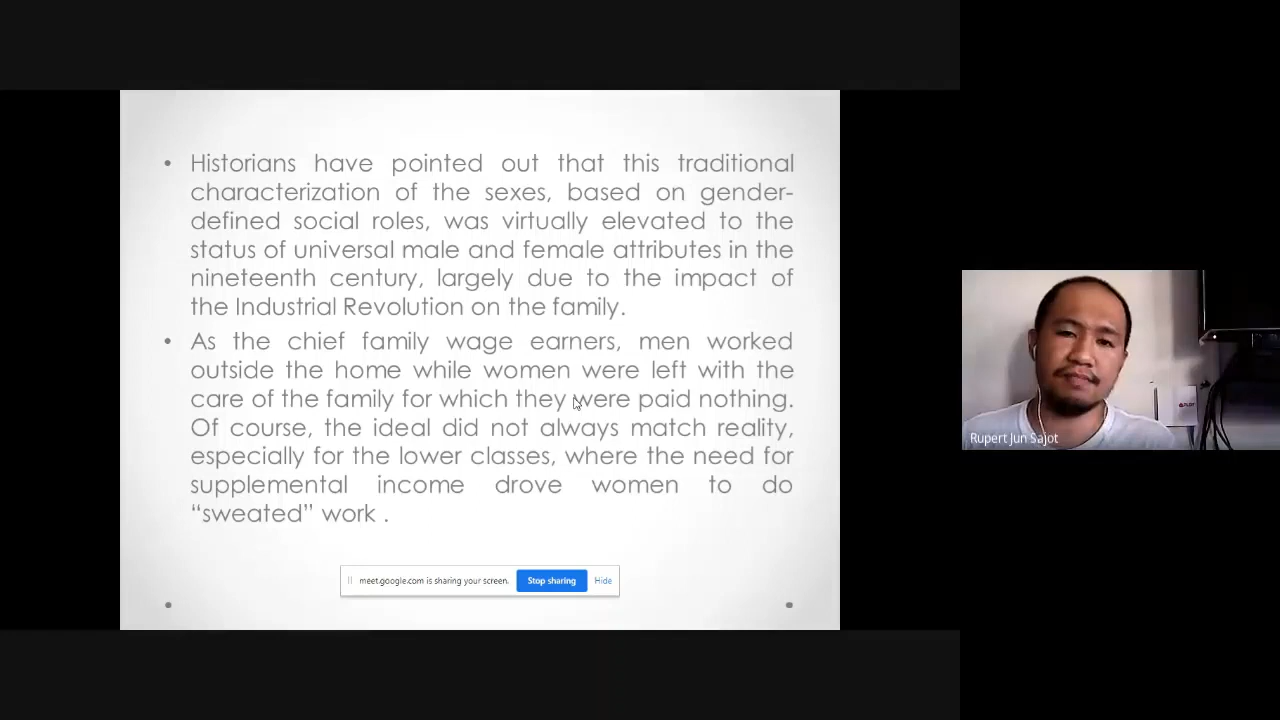 • Historians have pointed out that this traditional
characterization of the sexes, based on gender-
defined social roles, was virtually elevated to the
status of universal male and female attributes in the
nineteenth century, largely due to the impact of
the Industrial Revolution on the family.
• As the chief family wage earners, men worked
outside the home while women were left with the
care of the family for which they were paid nothing.
Of course, the ideal did not always match reality,
especially for the lower classes, where the need for
supplemental income drove women to do
“sweated” work .
meet.google.com is sharing your screen. Stop sharing Hide
Rupert Jun Sajot